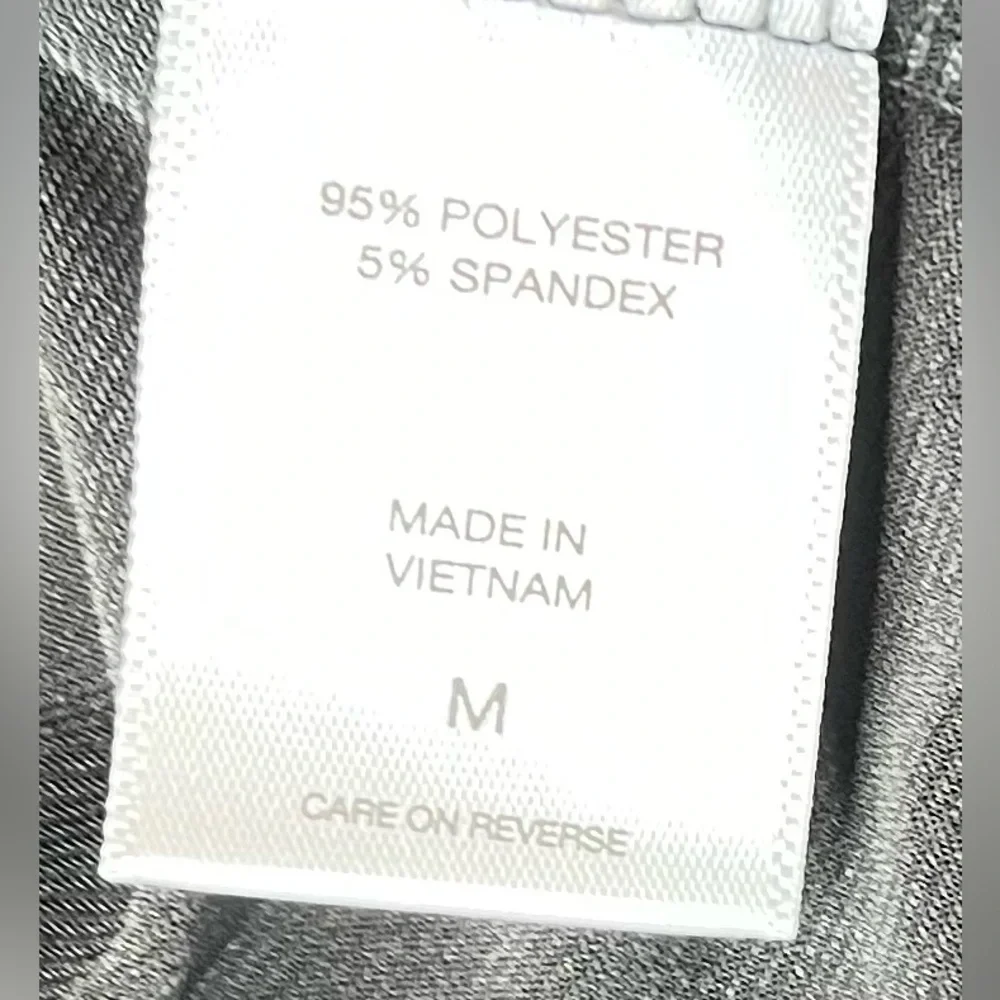 95% POLYESTER
5% SPANDEX
MADE IN
VIETNAM
M
CARE ON REVERSE